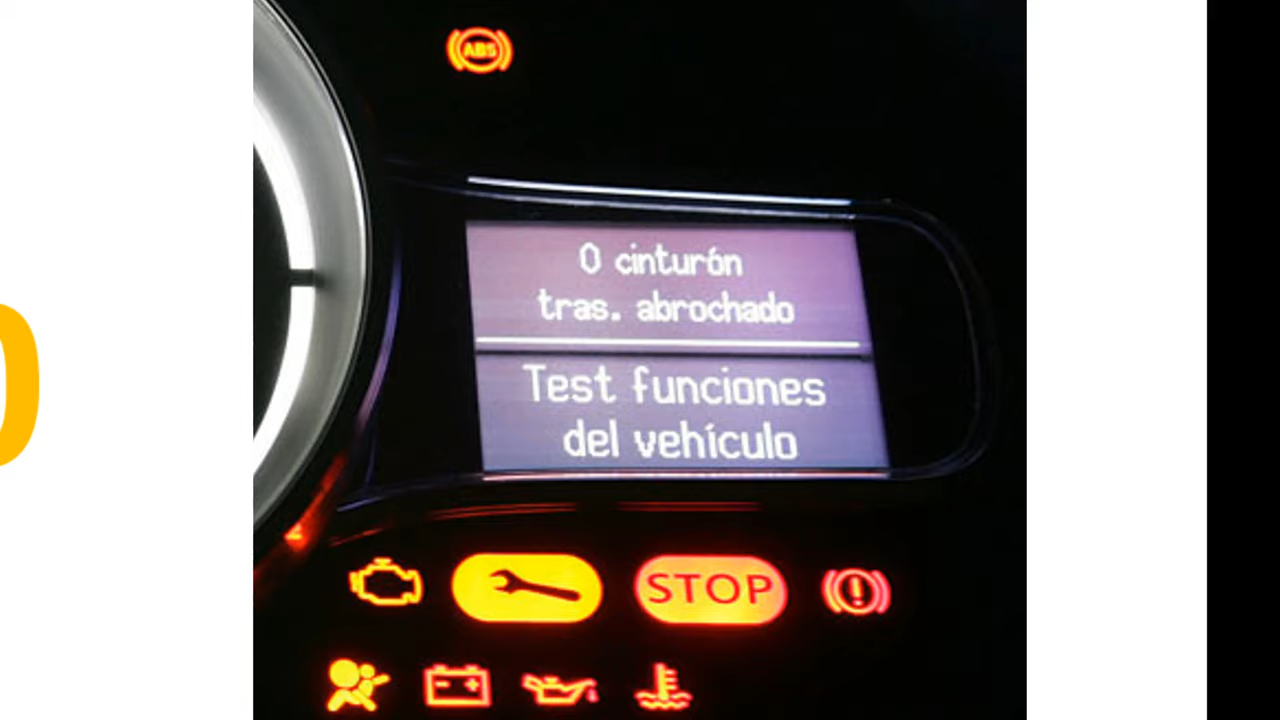 ABS
0 cinturón
tras. abrochado
Test funciones
del vehículo
STOP